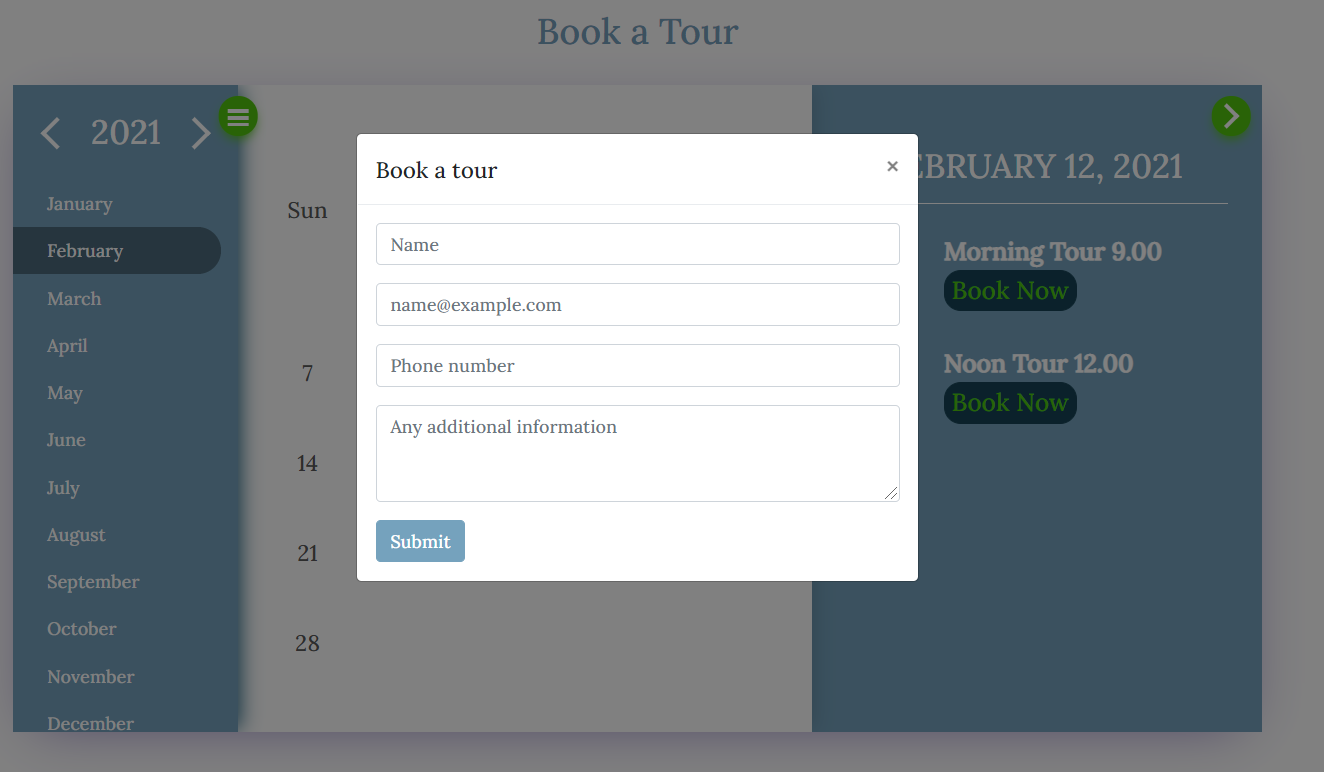 Book a Tour
2021
January
February
March
April
May
June
July
August
September
October
November
December
Sun
7
14
21
28
Book a tour
×
Name
name@example.com
Phone number
Any additional information
Submit
EBRUARY 12, 2021
Morning Tour 9.00
Book Now
Noon Tour 12.00
Book Now